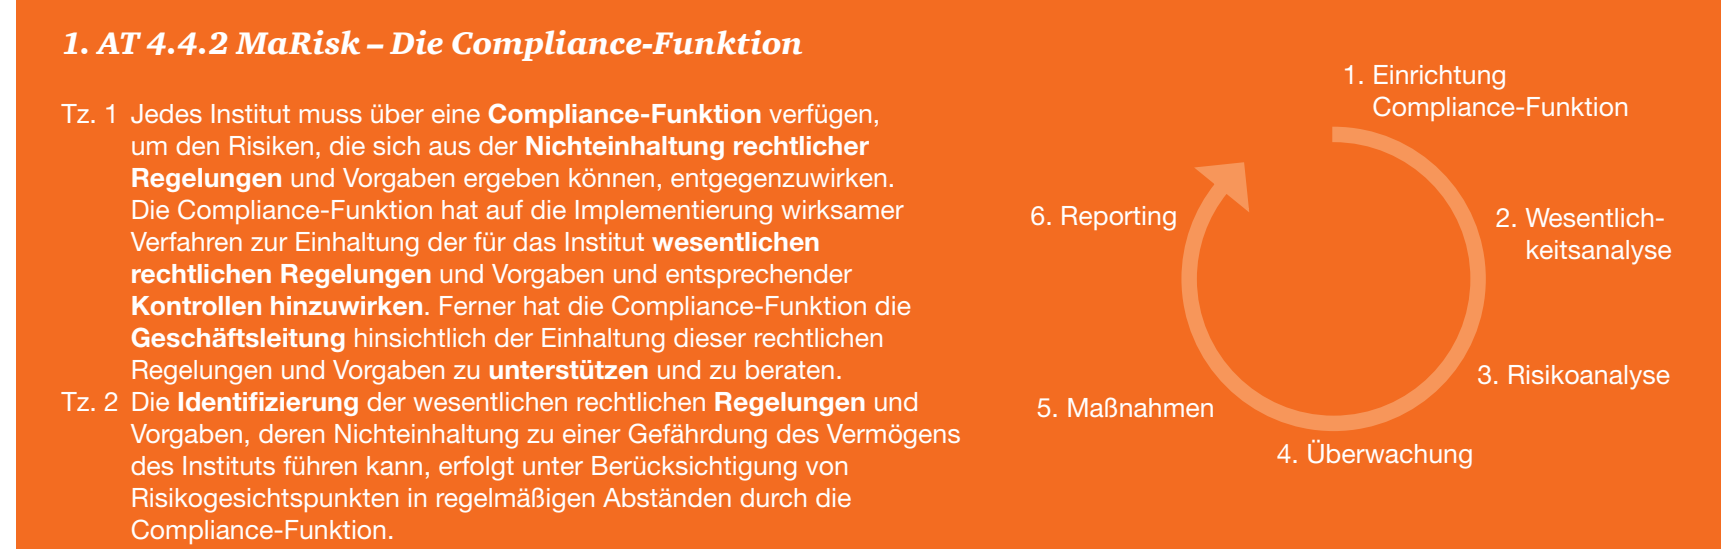 1. AT 4.4.2 MaRisk – Die Compliance-Funktion
Tz. 1 Jedes Institut muss über eine Compliance-Funktion verfügen,
um den Risiken, die sich aus der Nichteinhaltung rechtlicher
Regelungen und Vorgaben ergeben können, entgegenzuwirken.
Die Compliance-Funktion hat auf die Implementierung wirksamer
Verfahren zur Einhaltung der für das Institut wesentlichen
rechtlichen Regelungen und Vorgaben und entsprechender
Kontrollen hinzuwirken. Ferner hat die Compliance-Funktion die
Geschäftsleitung hinsichtlich der Einhaltung dieser rechtlichen
Regelungen und Vorgaben zu unterstützen und zu beraten.
Tz. 2 Die Identifizierung der wesentlichen rechtlichen Regelungen und
Vorgaben, deren Nichteinhaltung zu einer Gefährdung des Vermögens
des Instituts führen kann, erfolgt unter Berücksichtigung von
Risikogesichtspunkten in regelmäßigen Abständen durch die
Compliance-Funktion.
1. Einrichtung
Compliance-Funktion
2. Wesentlich-
keitsanalyse
3. Risikoanalyse
4. Überwachung
5. Maßnahmen
6. Reporting